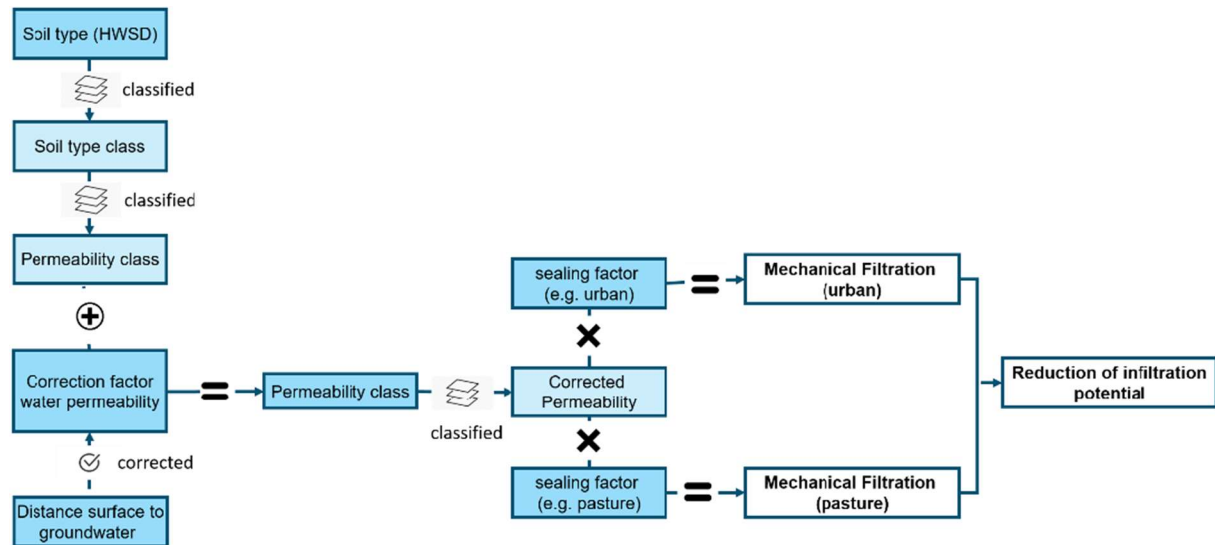 Soil type (HWSD)
classified
Soil type class
classified
Permeability class
Correction factor
water permeability
corrected
Distance surface to
groundwater
Permeability class
classified
sealing factor
(e.g. urban)
Corrected
Permeability
sealing factor
(e.g. pasture)
Mechanical Filtration
(urban)
Mechanical Filtration
(pasture)
Reduction of infiltration
potential